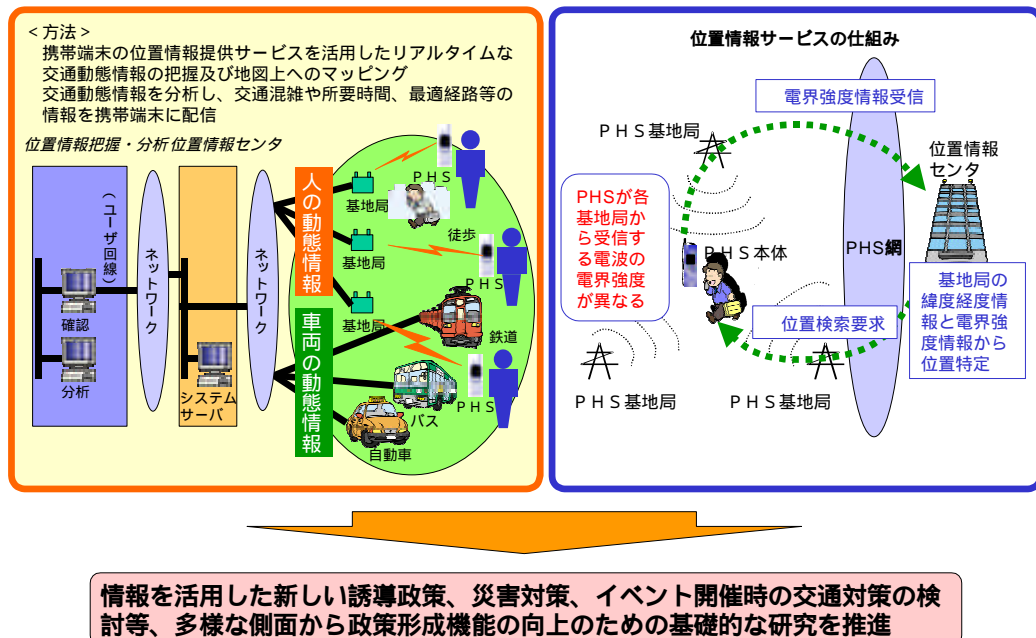 ＜方法＞
携帯端末の位置情報提供サービスを活用したリアルタイムな
交通動態情報の把握及び地図上へのマッピング
交通動態情報を分析し、交通混雑や所要時間、最適経路等の
情報を携帯端末に配信
位置情報把握・分析
位置情報センタ
（ユーザ回線）
確認
分析
ネットワーク
システム
サーバ
ネットワーク
人の動態情報
車両の動態情報
基地局
ＰＨＳ
徒歩
基地局
ＰＨＳ
基地局
鉄道
ＰＨＳ
バス
自動車
位置情報サービスの仕組み
電界強度情報受信
ＰＨＳ基地局
位置情報
センタ
PHSが各
基地局か
ら受信す
る電波の
電界強度
が異なる
ＰＨＳ本体
PHS網
基地局の
緯度経度情
報と電界強
度情報から
位置特定
位置検索要求
ＰＨＳ基地局
ＰＨＳ基地局
情報を活用した新しい誘導政策、災害対策、イベント開催時の交通対策の検
討等、多様な側面から政策形成機能の向上のための基礎的な研究を推進